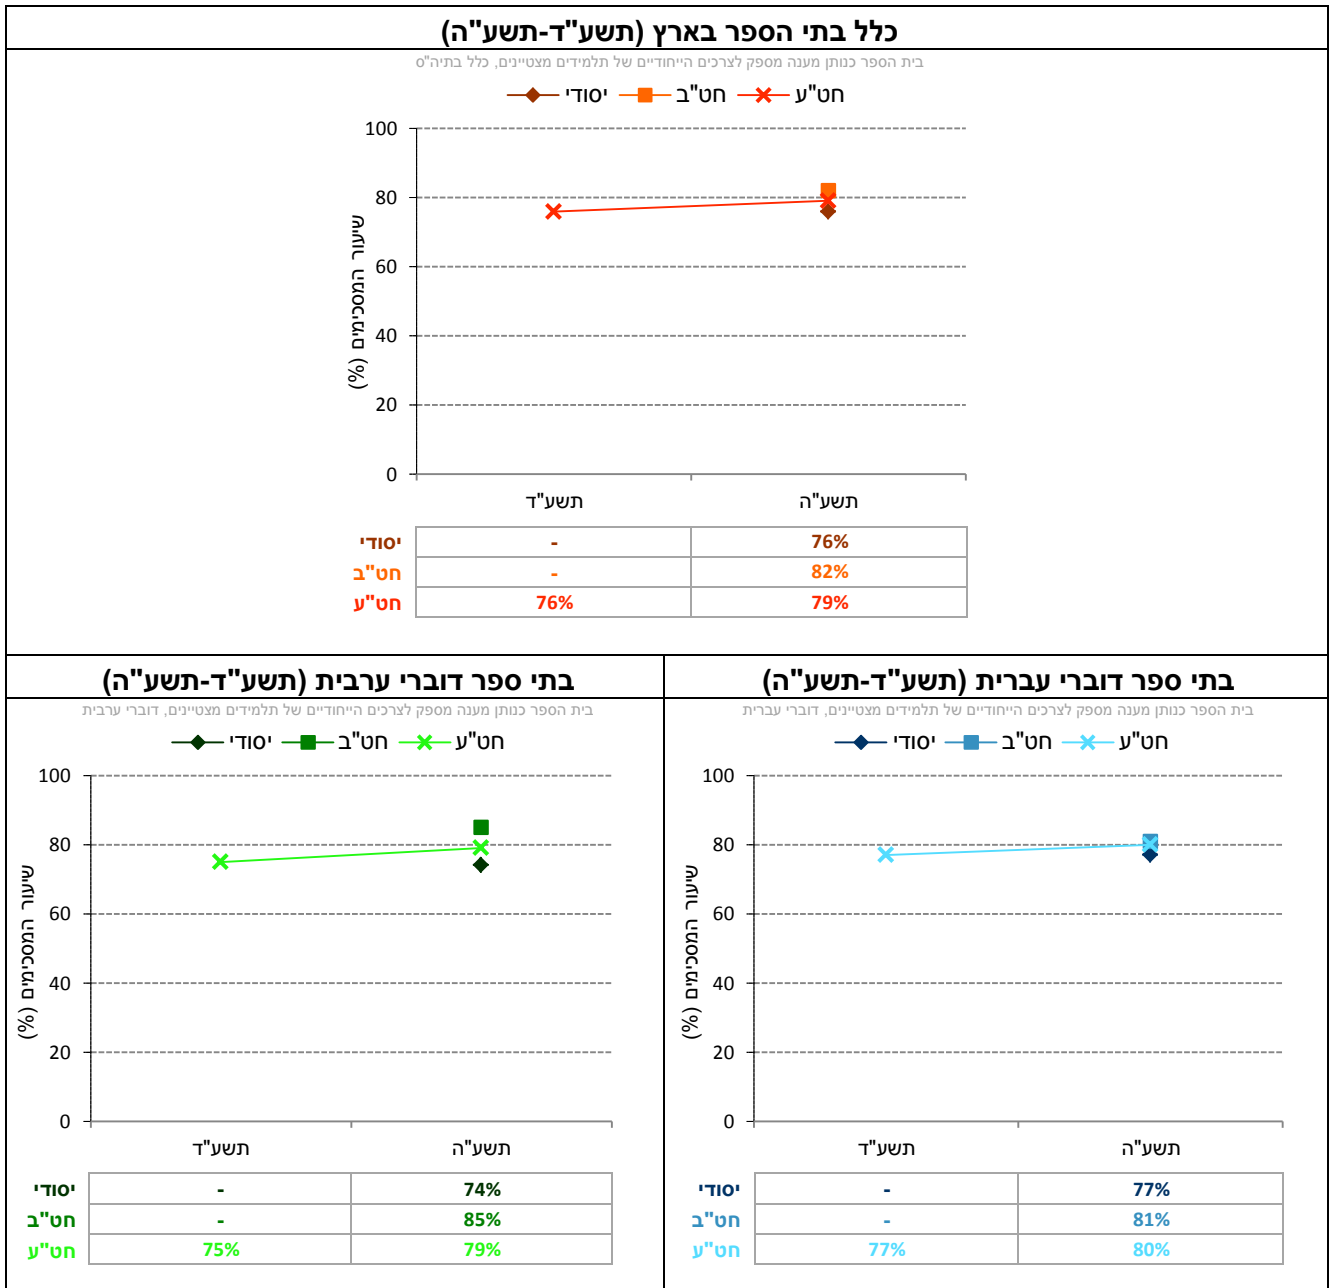 כלל בתי הספר בארץ (תשע"ד-תשע"ה)
בית הספר כנותן מענה מספק לצרכים הייחודיים של תלמידים מצטיינים, כלל בתיה"ס
יסודי חט"ב חט"ע
שיעור המסכימים (%)
100
80
60
40
20
0
תשע"ד תשע"ה
יסודי - 76%
חט"ב - 82%
חט"ע 76% 79%
בתי ספר דוברי עברית (תשע"ד-תשע"ה)
בית הספר כנותן מענה מספק לצרכים הייחודיים של תלמידים מצטיינים, דוברי עברית
יסודי חט"ב חט"ע
שיעור המסכימים (%)
100
80
60
40
20
0
תשע"ד תשע"ה
יסודי - 77%
חט"ב - 81%
חט"ע 77% 80%
בתי ספר דוברי ערבית (תשע"ד-תשע"ה)
בית הספר כנותן מענה מספק לצרכים הייחודיים של תלמידים מצטיינים, דוברי ערבית
יסודי חט"ב חט"ע
שיעור המסכימים (%)
100
80
60
40
20
0
תשע"ד תשע"ה
יסודי - 74%
חט"ב - 85%
חט"ע 75% 79%